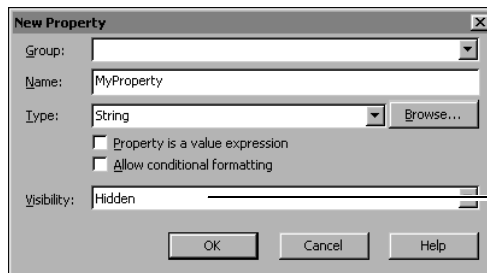 New Property
Group:
Name: MyProperty
Type: String Browse...
Property is a value expression
Allow conditional formatting
Visibility: Hidden
OK Cancel Help